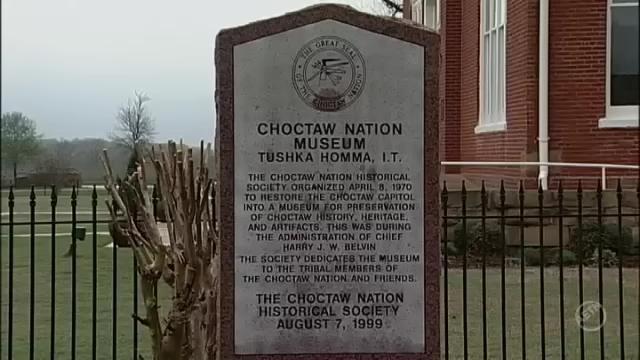 THE GREAT SEAL
OF THE CHOCTAW NATION
CHOCTAW NATION
MUSEUM
TUSHKA HOMMA, I.T.
THE CHOCTAW NATION HISTORICAL
SOCIETY ORGANIZED APRIL 8, 1970
TO RESTORE THE CHOCTAW CAPITOL
INTO A MUSEUM FOR PRESERVATION
OF CHOCTAW HISTORY, HERITAGE,
AND ARTIFACTS. THIS WAS DURING
THE ADMINISTRATION OF CHIEF
HARRY J. W. BELVIN
THE SOCIETY DEDICATES THE MUSEUM
TO THE TRIBAL MEMBERS OF
THE CHOCTAW NATION AND FRIENDS.
THE CHOCTAW NATION
HISTORICAL SOCIETY
AUGUST 7, 1999